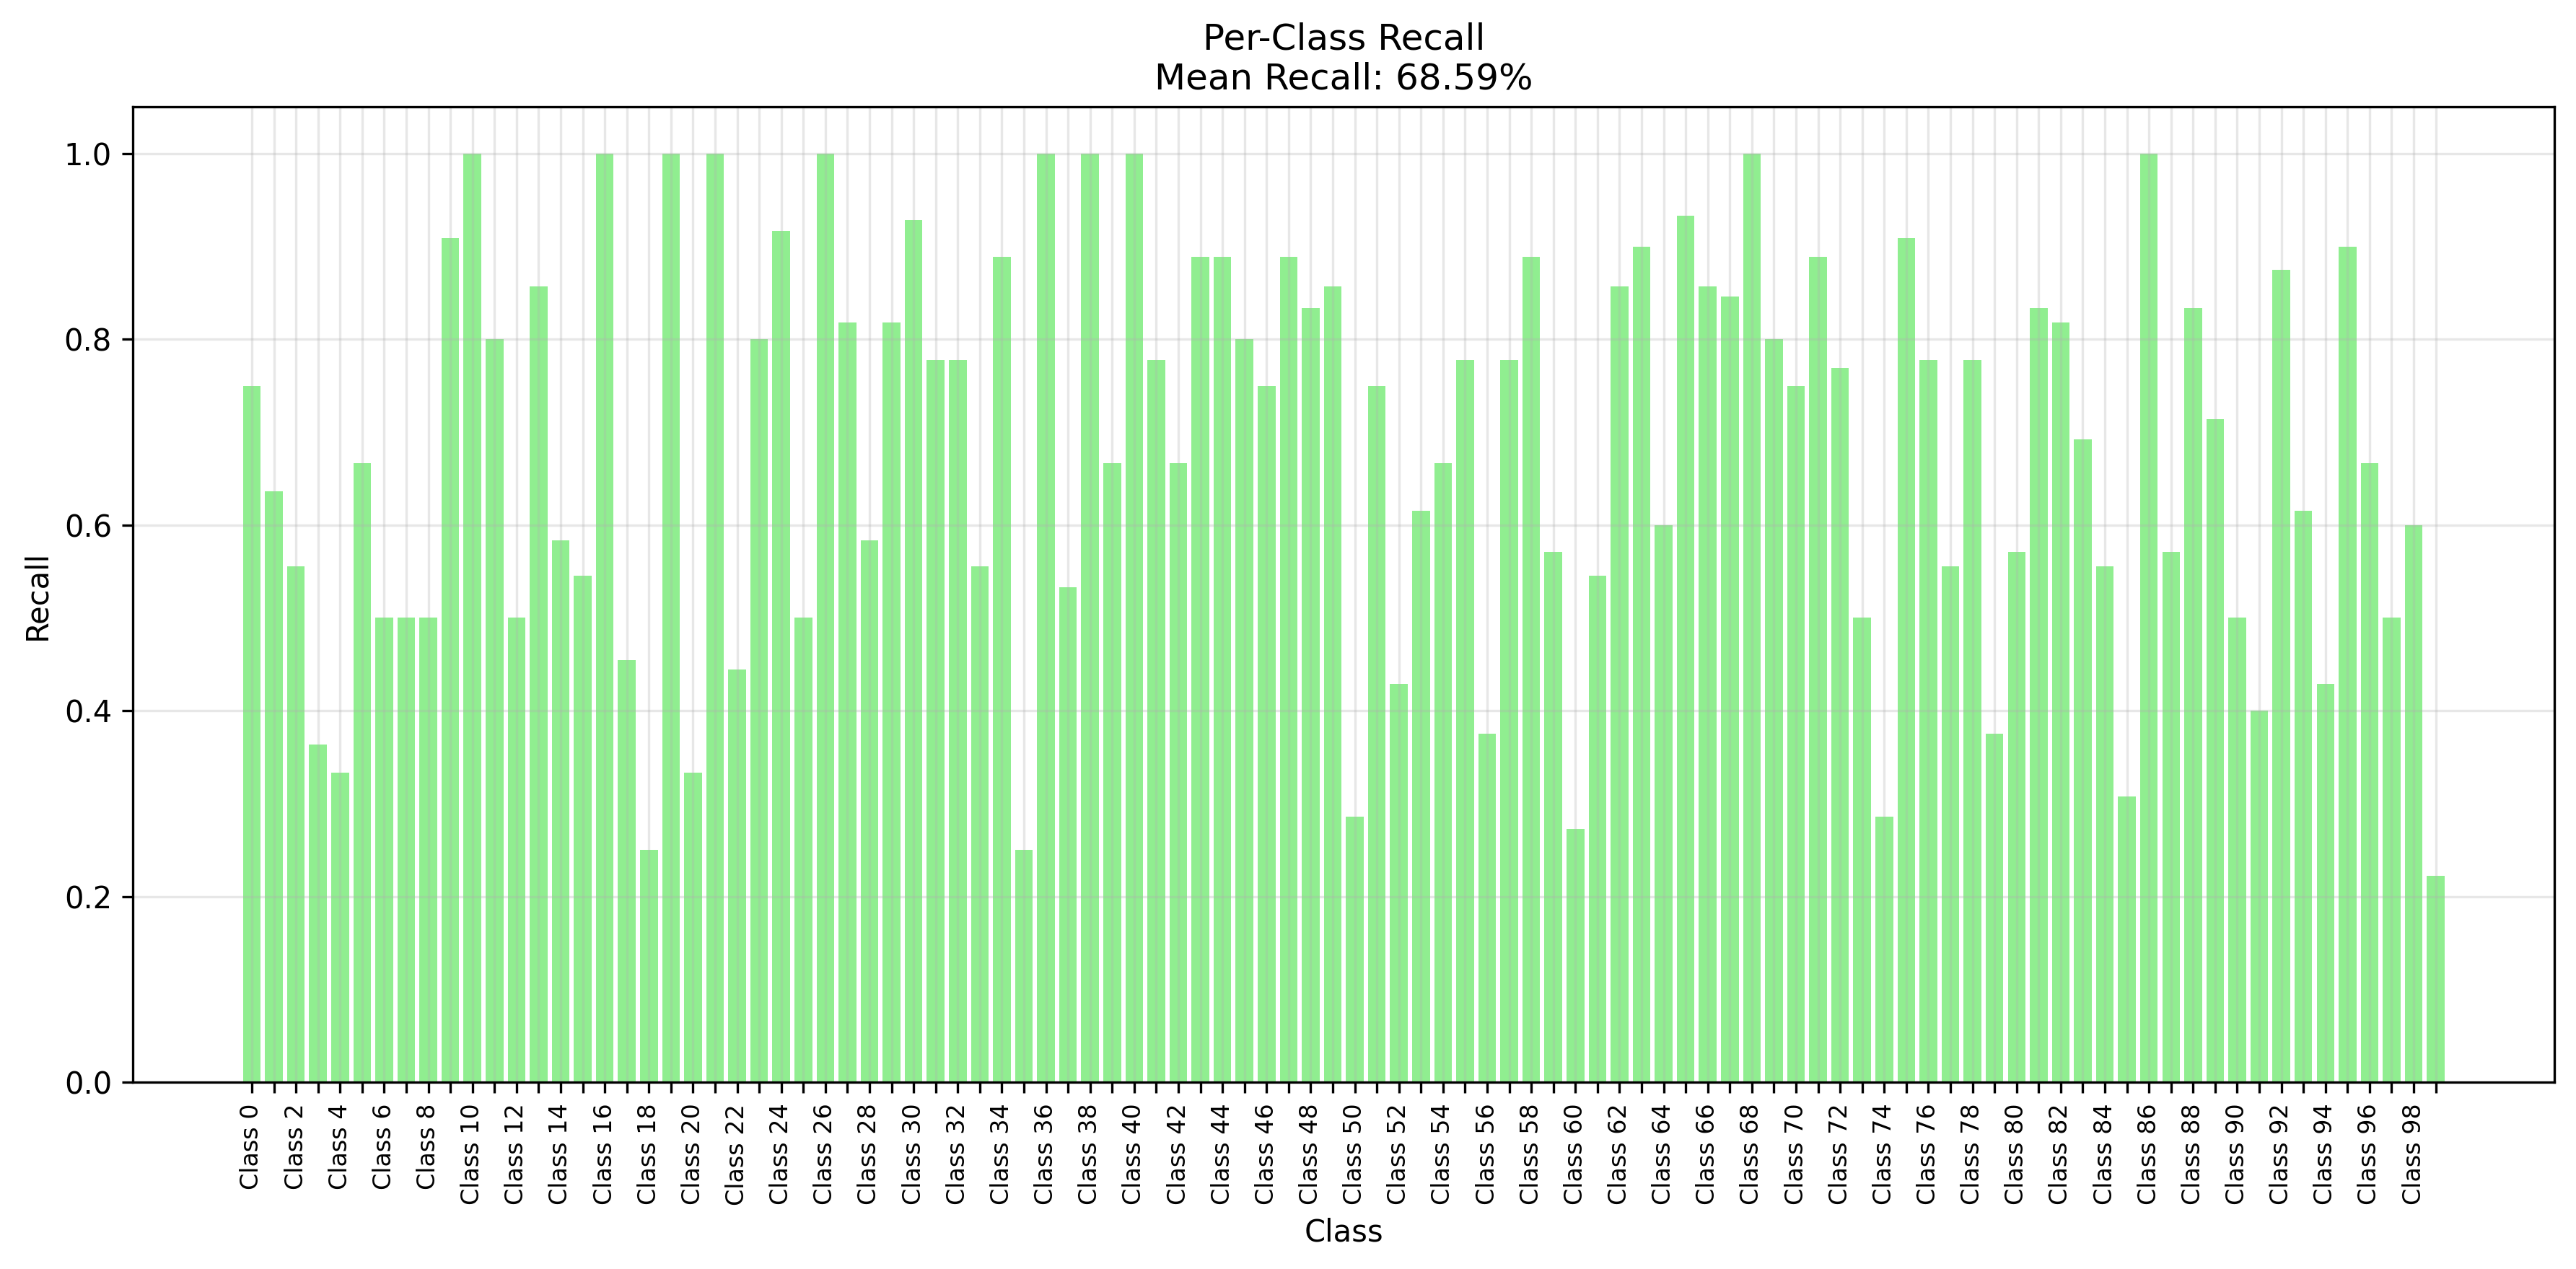 Per-Class Recall
Mean Recall: 68.59%
1.0
0.8
0.6
0.4
0.2
0.0
Recall
Class 0
Class 2
Class 4
Class 6
Class 8
Class 10
Class 12
Class 14
Class 16
Class 18
Class 20
Class 22
Class 24
Class 26
Class 28
Class 30
Class 32
Class 34
Class 36
Class 38
Class 40
Class 42
Class 44
Class 46
Class 48
Class 50
Class 52
Class 54
Class 56
Class 58
Class 60
Class 62
Class 64
Class 66
Class 68
Class 70
Class 72
Class 74
Class 76
Class 78
Class 80
Class 82
Class 84
Class 86
Class 88
Class 90
Class 92
Class 94
Class 96
Class 98
Class